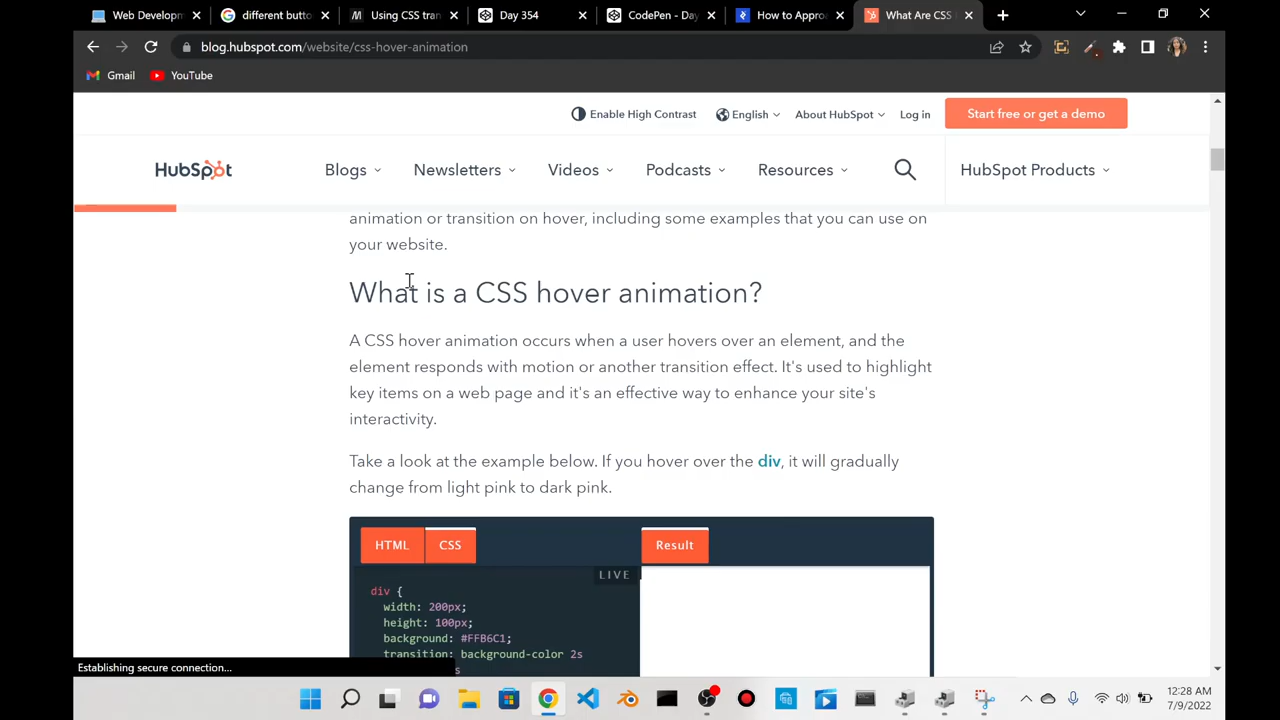 Web Developm
different butto
Using CSS tran
Day 354
CodePen - Day
How to Approa
What Are CSS
blog.hubspot.com/website/css-hover-animation
Gmail YouTube
Enable High Contrast English About HubSpot Log in Start free or get a demo
HubSpot Blogs Newsletters Videos Podcasts Resources HubSpot Products
animation or transition on hover, including some examples that you can use on
your website.
What is a CSS hover animation?
A CSS hover animation occurs when a user hovers over an element, and the
element responds with motion or another transition effect. It's used to highlight
key items on a web page and it's an effective way to enhance your site's
interactivity.
Take a look at the example below. If you hover over the div, it will gradually
change from light pink to dark pink.
HTML CSS Result
LIVE
div {
width: 200px;
height: 100px;
background: #FFB6C1;
transition: background-color 2s
s
Establishing secure connection...
12:28 AM
7/9/2022